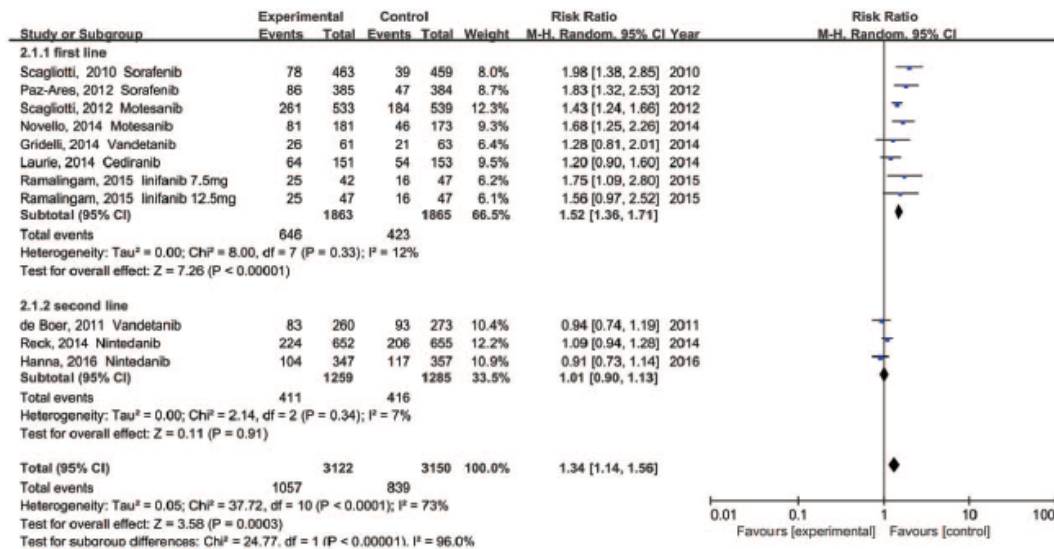 Experimental Control Risk Ratio Risk Ratio
Study or Subgroup Events Total Events Total Weight M-H, Random, 95% CI Year M-H, Random, 95% CI
2.1.1 first line
Scagliotti, 2010 Sorafenib 78 463 39 459 8.0% 1.98 [1.38, 2.85] 2010
Paz-Ares, 2012 Sorafenib 86 385 47 384 8.7% 1.83 [1.32, 2.53] 2012
Scagliotti, 2012 Motesanib 261 533 184 539 12.3% 1.43 [1.24, 1.66] 2012
Novello, 2014 Motesanib 81 181 46 173 9.3% 1.68 [1.25, 2.26] 2014
Gridelli, 2014 Vandetanib 26 61 21 63 6.4% 1.28 [0.81, 2.01] 2014
Laurie, 2014 Cediranib 64 151 54 153 9.5% 1.20 [0.90, 1.60] 2014
Ramalingam, 2015 linifanib 7.5mg 25 42 16 47 6.2% 1.75 [1.09, 2.80] 2015
Ramalingam, 2015 linifanib 12.5mg 25 47 16 47 6.1% 1.56 [0.97, 2.52] 2015
Subtotal (95% CI) 1863 1865 66.5% 1.52 [1.36, 1.71]
Total events 646 423
Heterogeneity: Tau² = 0.00; Chi² = 8.00, df = 7 (P = 0.33); I² = 12%
Test for overall effect: Z = 7.26 (P < 0.00001)
2.1.2 second line
de Boer, 2011 Vandetanib 83 260 93 273 10.4% 0.94 [0.74, 1.19] 2011
Reck, 2014 Nintedanib 224 652 206 655 12.2% 1.09 [0.94, 1.28] 2014
Hanna, 2016 Nintedanib 104 347 117 357 10.9% 0.91 [0.73, 1.14] 2016
Subtotal (95% CI) 1259 1285 33.5% 1.01 [0.90, 1.13]
Total events 411 416
Heterogeneity: Tau² = 0.00; Chi² = 2.14, df = 2 (P = 0.34); I² = 7%
Test for overall effect: Z = 0.11 (P = 0.91)
Total (95% CI) 3122 3150 100.0% 1.34 [1.14, 1.56]
Total events 1057 839
Heterogeneity: Tau² = 0.05; Chi² = 37.72, df = 10 (P < 0.0001); I² = 73%
Test for overall effect: Z = 3.58 (P = 0.0003)
Test for subgroup differences: Chi² = 24.77, df = 1 (P < 0.00001), I² = 96.0%
0.01 0.1 1 10 100
Favours [experimental] Favours [control]